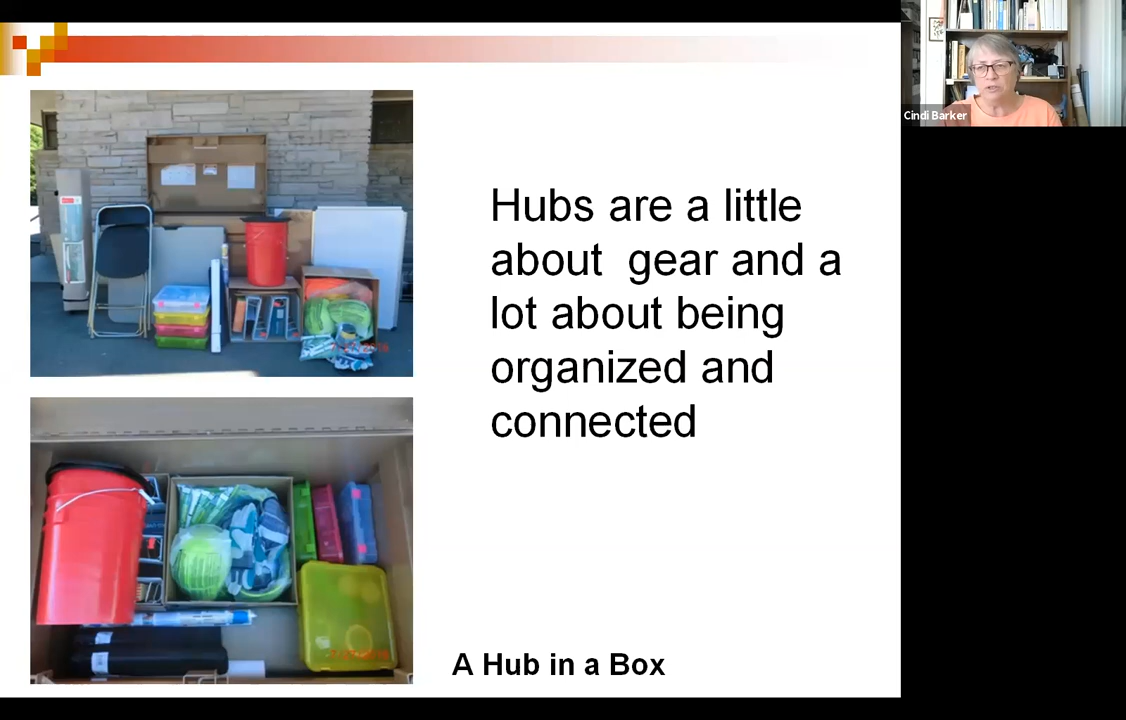 Cindi Barker
Hubs are a little
about gear and a
lot about being
organized and
connected
A Hub in a Box